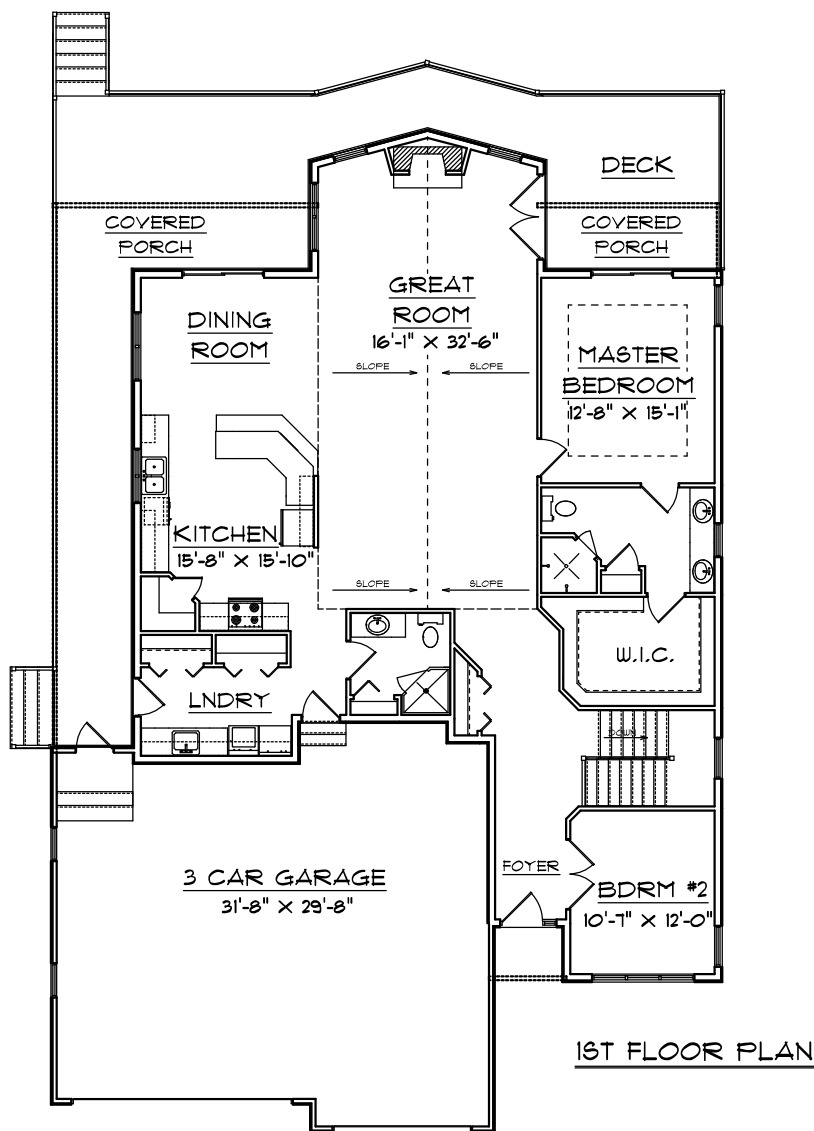 DECK
COVERED
PORCH
COVERED
PORCH
GREAT
ROOM
16'-1" X 32'-6"
DINING
ROOM
SLOPE
SLOPE
MASTER
BEDROOM
12'-8" X 15'-1"
KITCHEN
15'-8" X 15'-10"
SLOPE
SLOPE
W.I.C.
LNDRY
DOWN
FOYER
3 CAR GARAGE
31'-8" X 29'-8"
BDRM #2
10'-7" X 12'-0"
1ST FLOOR PLAN